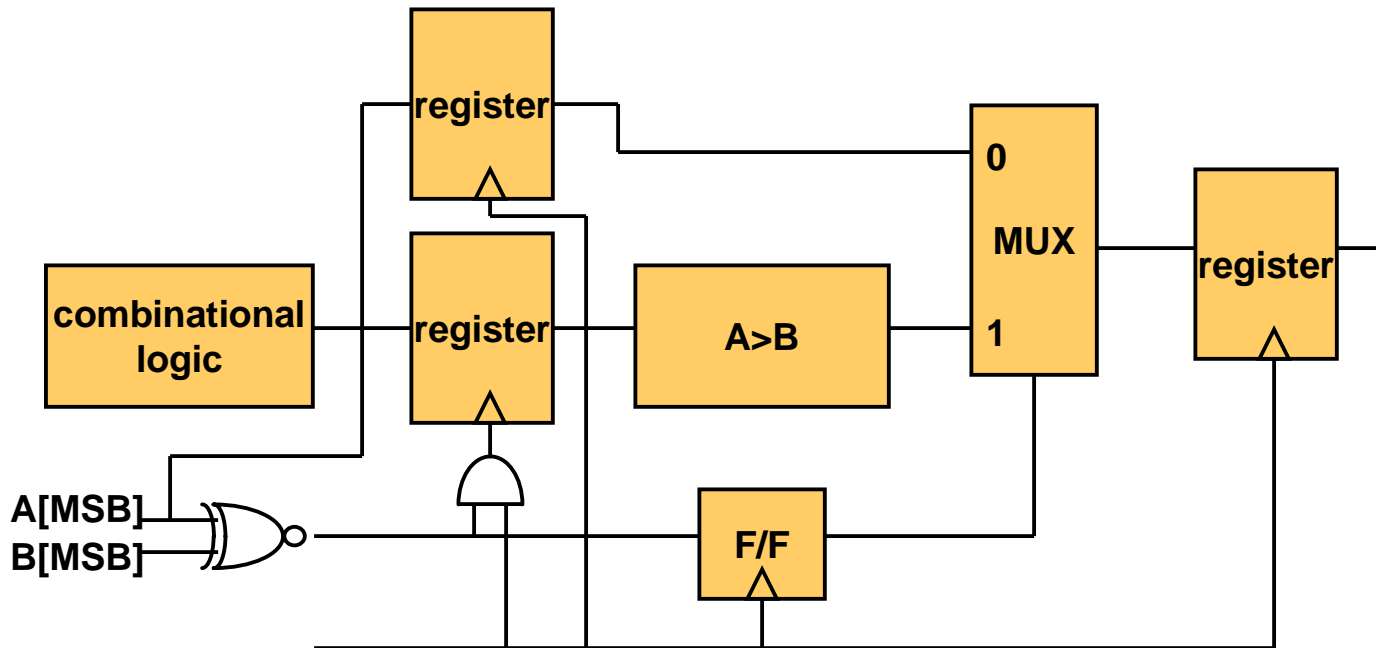 register
0
MUX
register
combinational
logic
register
A>B
1
A[MSB]
B[MSB]
F/F